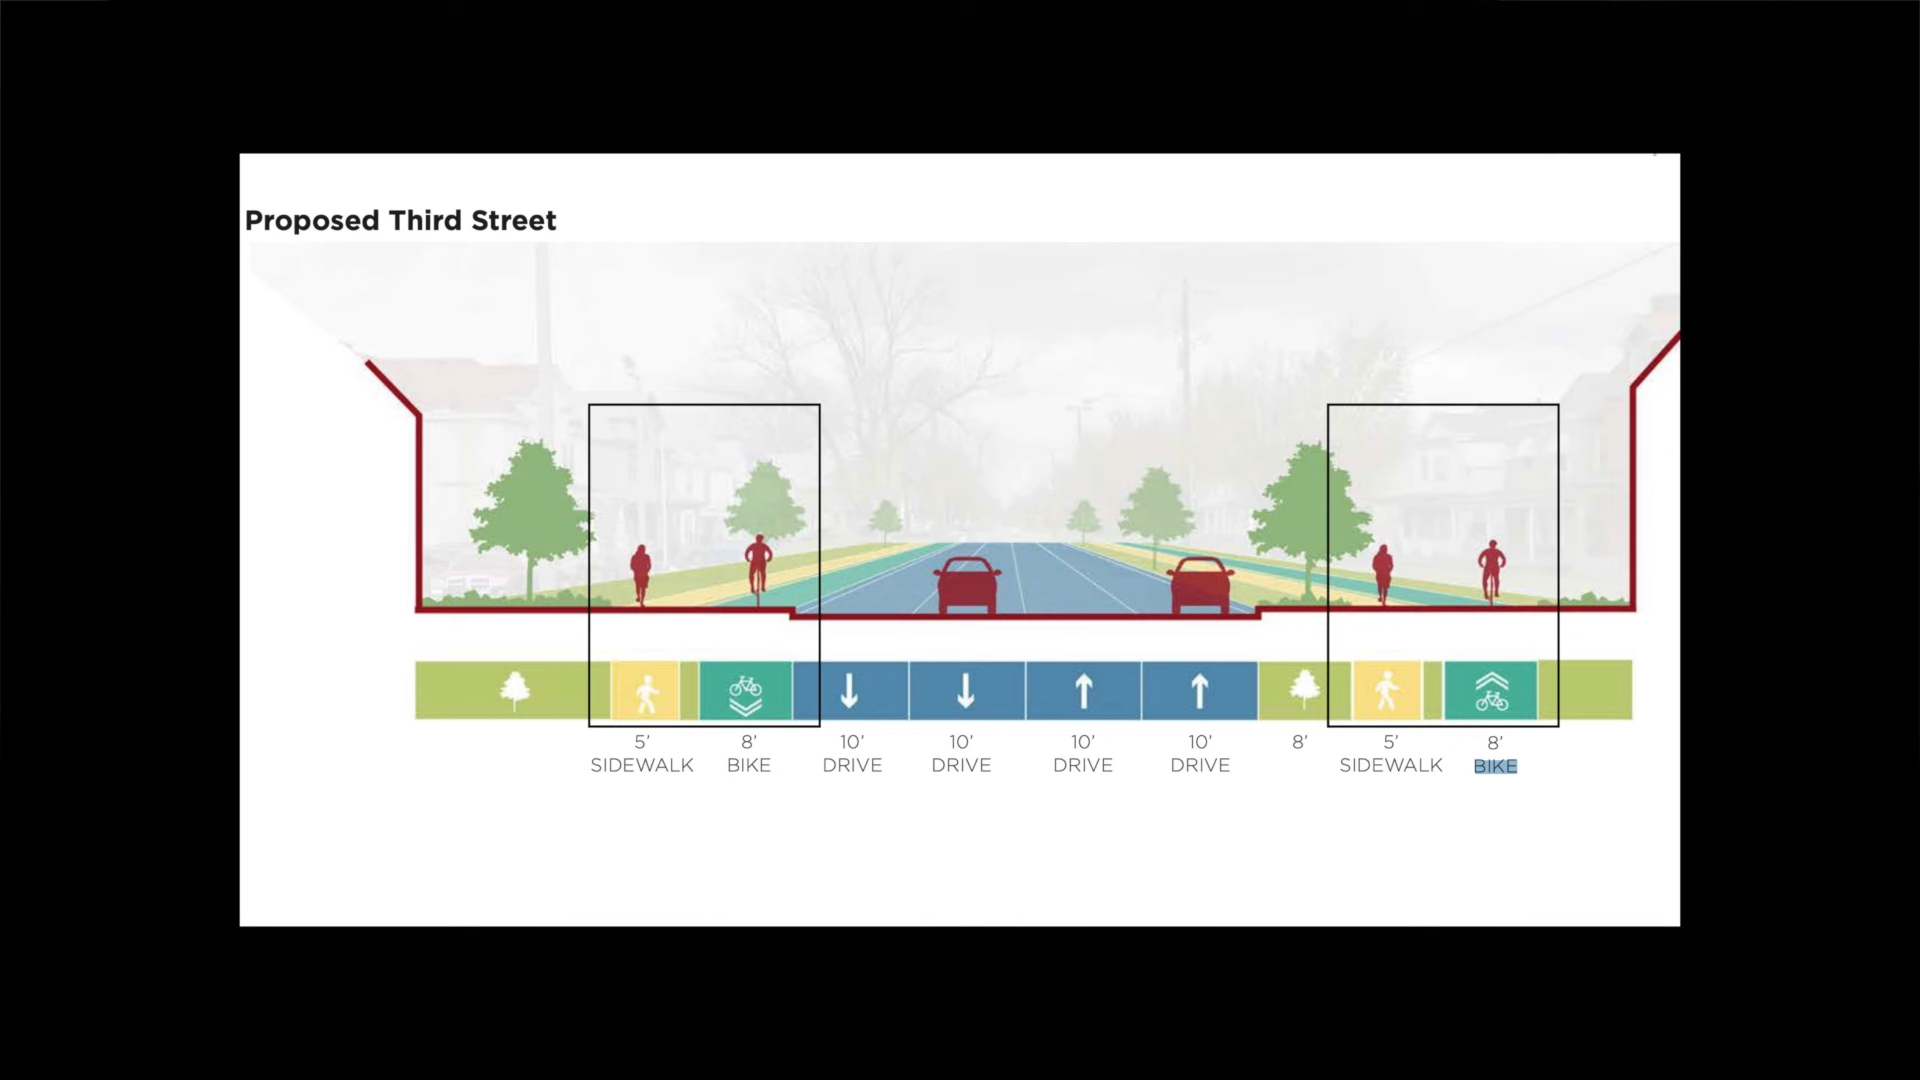 Proposed Third Street
5’ 8’ 10’ 10’ 10’ 10’ 8’ 5’ 8’
SIDEWALK BIKE DRIVE DRIVE DRIVE DRIVE SIDEWALK BIKE